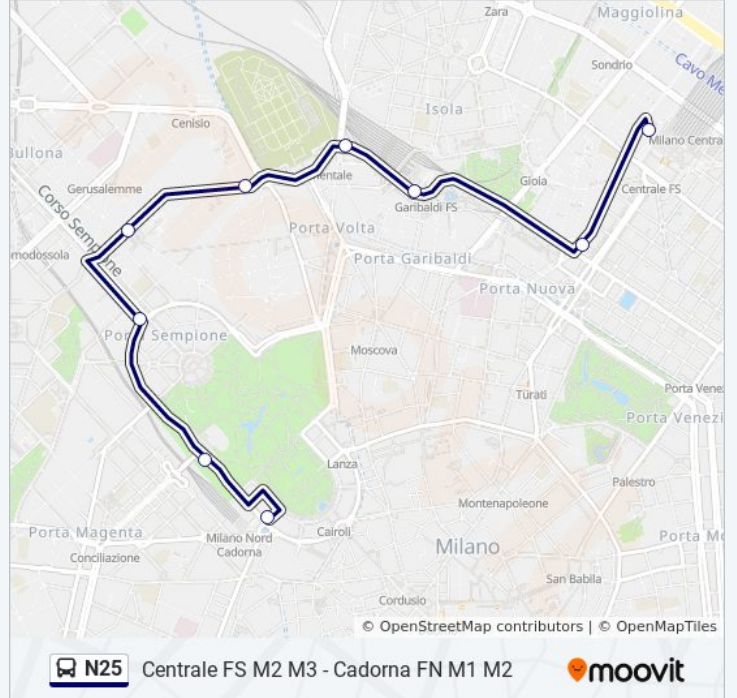 Zara
Maggiolina
Sondrio
Cavo Me
Isola
Cenisio
Bullona
Milano Centra
mentale
Gioia
Gerusalemme
Centrale FS
Corso Sempione
Garibaldi FS
Porta Volta
modossola
Porta Garibaldi
Porta Nuova
Porta Sempione
Moscova
Turati
Porta Vene
Porta Venezi
Lanza
Palestro
Montenapoleone
Porta Magenta
Milano Nord
Cadorna
Cairoli
Porta Mo
Milano
Conciliazione
San Babila
Cordusio
© OpenStreetMap contributors | © OpenMapTiles
N25 Centrale FS M2 M3 - Cadorna FN M1 M2
moovit